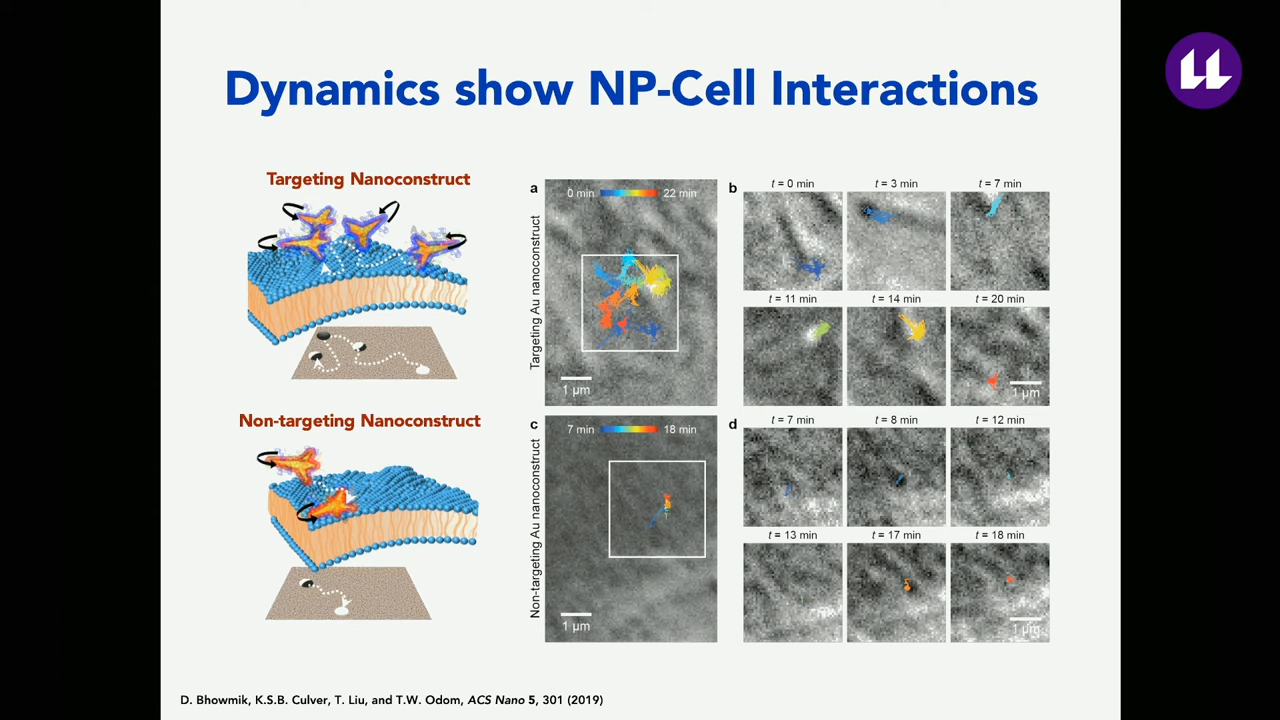 Dynamics show NP-Cell Interactions
Targeting Nanoconstruct
Non-targeting Nanoconstruct
a
0 min 22 min
Targeting Au nanoconstruct
1 µm
b
t = 0 min
t = 3 min
t = 7 min
t = 11 min
t = 14 min
t = 20 min
1 µm
c
7 min 18 min
Non-targeting Au nanoconstruct
1 µm
d
t = 7 min
t = 8 min
t = 12 min
t = 13 min
t = 17 min
t = 18 min
1 µm
D. Bhowmik, K.S.B. Culver, T. Liu, and T.W. Odom, ACS Nano 5, 301 (2019)